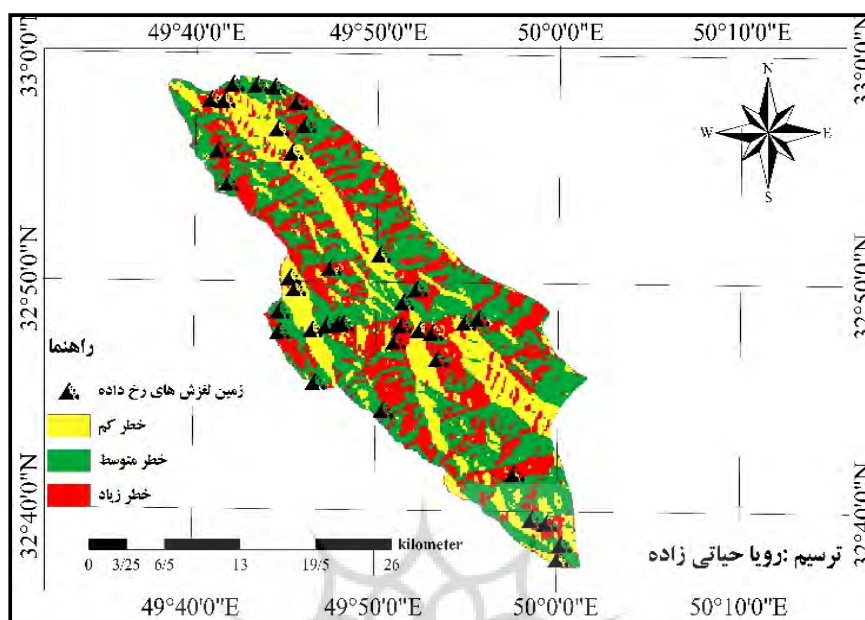 49°40'0"E 49°50'0"E 50°0'0"E 50°10'0"E
33°0'0"N 33°0'0"N
N
W E
S
32°50'0"N 32°50'0"N
راهنما
زمین لغزش های رخ داده
خطر کم
خطر متوسط
خطر زیاد
32°40'0"N 32°40'0"N
kilometer
0 3/25 6/5 13 19/5 26
ترسیم :رویا حیاتی زاده
49°40'0"E 49°50'0"E 50°0'0"E 50°10'0"E